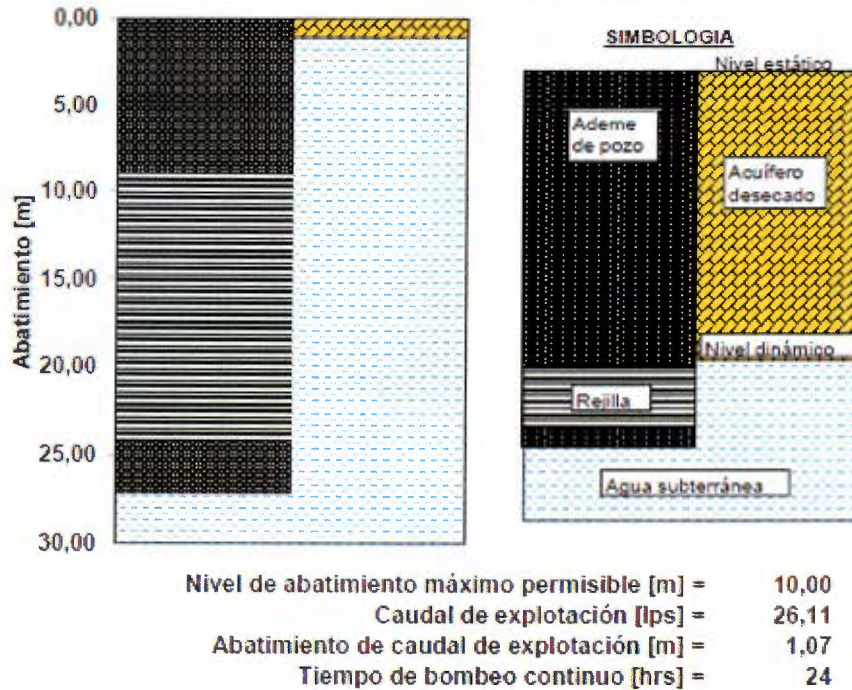 0,00
5,00
10,00
15,00
20,00
25,00
30,00
Abatimiento [m]
SIMBOLOGIA
Nivel estático
Ademe
de pozo
Acuífero
desecado
Nivel dinámico
Rejilla
Agua subterránea
Nivel de abatimiento máximo permisible [m] = 10,00
Caudal de explotación [lps] = 26,11
Abatimiento de caudal de explotación [m] = 1,07
Tiempo de bombeo continuo [hrs] = 24